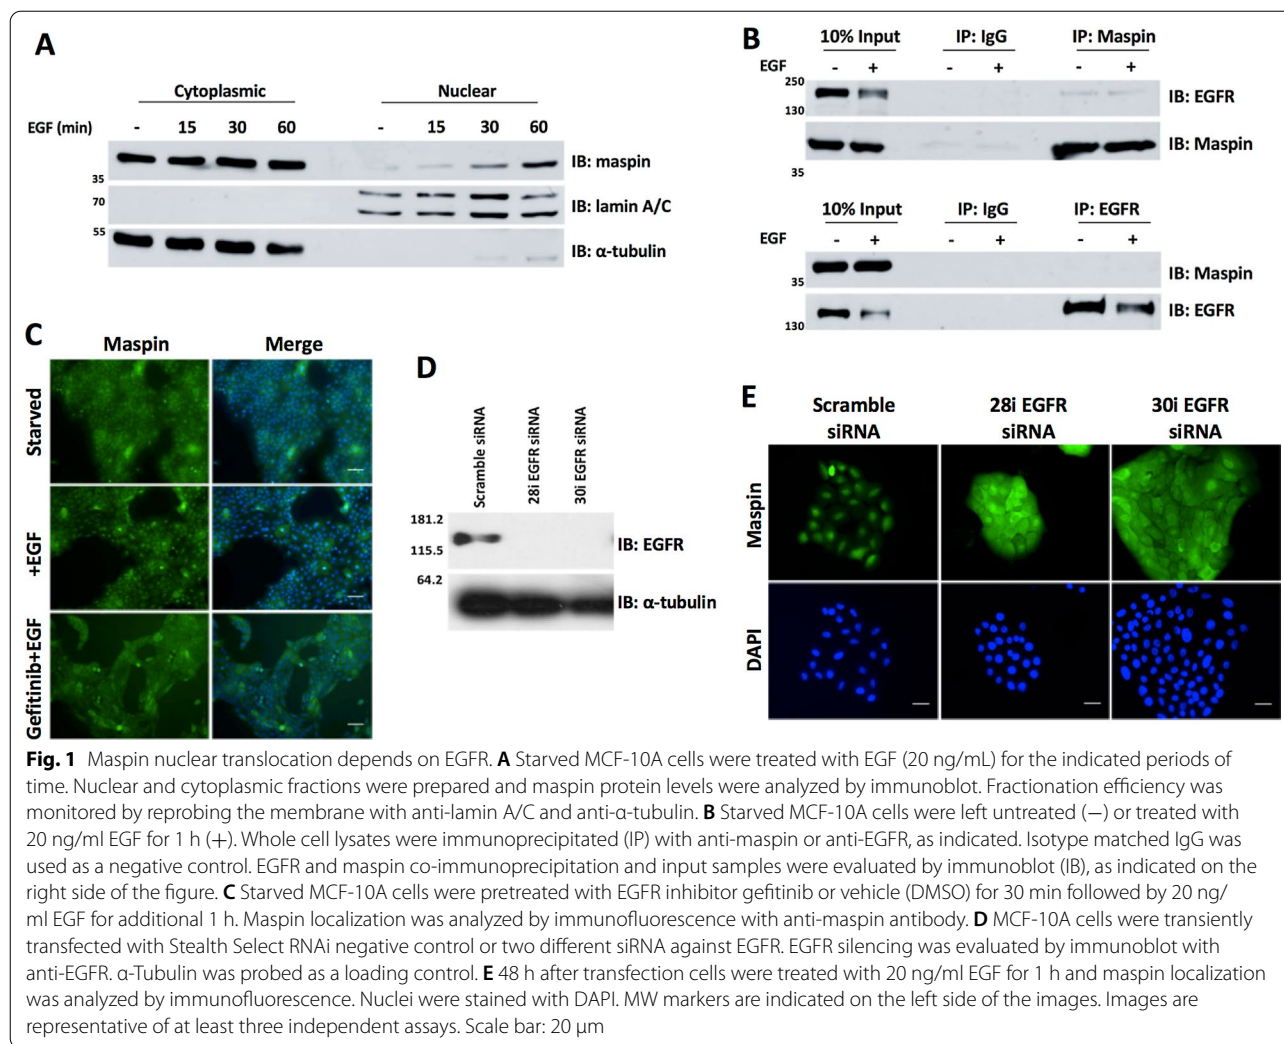 A
Cytoplasmic Nuclear
EGF (min) - 15 30 60 - 15 30 60
IB: maspin
35
IB: lamin A/C
70
55
IB: α-tubulin
B
10% Input IP: IgG IP: Maspin
EGF - + - + - +
250
IB: EGFR
130
IB: Maspin
35
10% Input IP: IgG IP: EGFR
EGF - + - + - +
IB: Maspin
35
IB: EGFR
130
C
Maspin Merge
Starved
+EGF
Gefitinib+EGF
D
Scramble siRNA
28i EGFR siRNA
30i EGFR siRNA
181.2
IB: EGFR
115.5
64.2
IB: α-tubulin
E
Scramble siRNA
28i EGFR siRNA
30i EGFR siRNA
Maspin
DAPI
Fig. 1 Maspin nuclear translocation depends on EGFR. A Starved MCF-10A cells were treated with EGF (20 ng/mL) for the indicated periods of
time. Nuclear and cytoplasmic fractions were prepared and maspin protein levels were analyzed by immunoblot. Fractionation efficiency was
monitored by reprobing the membrane with anti-lamin A/C and anti-α-tubulin. B Starved MCF-10A cells were left untreated (−) or treated with
20 ng/ml EGF for 1 h (+). Whole cell lysates were immunoprecipitated (IP) with anti-maspin or anti-EGFR, as indicated. Isotype matched IgG was
used as a negative control. EGFR and maspin co-immunoprecipitation and input samples were evaluated by immunoblot (IB), as indicated on the
right side of the figure. C Starved MCF-10A cells were pretreated with EGFR inhibitor gefitinib or vehicle (DMSO) for 30 min followed by 20 ng/
ml EGF for additional 1 h. Maspin localization was analyzed by immunofluorescence with anti-maspin antibody. D MCF-10A cells were transiently
transfected with Stealth Select RNAi negative control or two different siRNA against EGFR. EGFR silencing was evaluated by immunoblot with
anti-EGFR. α-Tubulin was probed as a loading control. E 48 h after transfection cells were treated with 20 ng/ml EGF for 1 h and maspin localization
was analyzed by immunofluorescence. Nuclei were stained with DAPI. MW markers are indicated on the left side of the images. Images are
representative of at least three independent assays. Scale bar: 20 μm